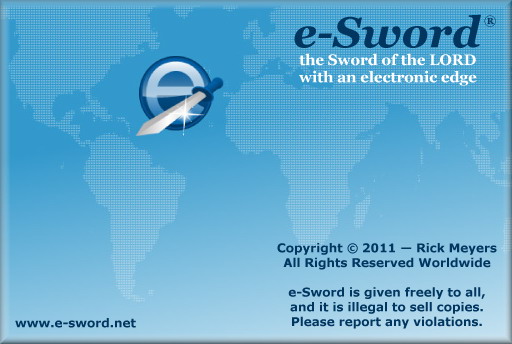 e-Sword®
the Sword of the LORD
with an electronic edge
e
Copyright © 2011 — Rick Meyers
All Rights Reserved Worldwide
e-Sword is given freely to all,
and it is illegal to sell copies.
Please report any violations.
www.e-sword.net